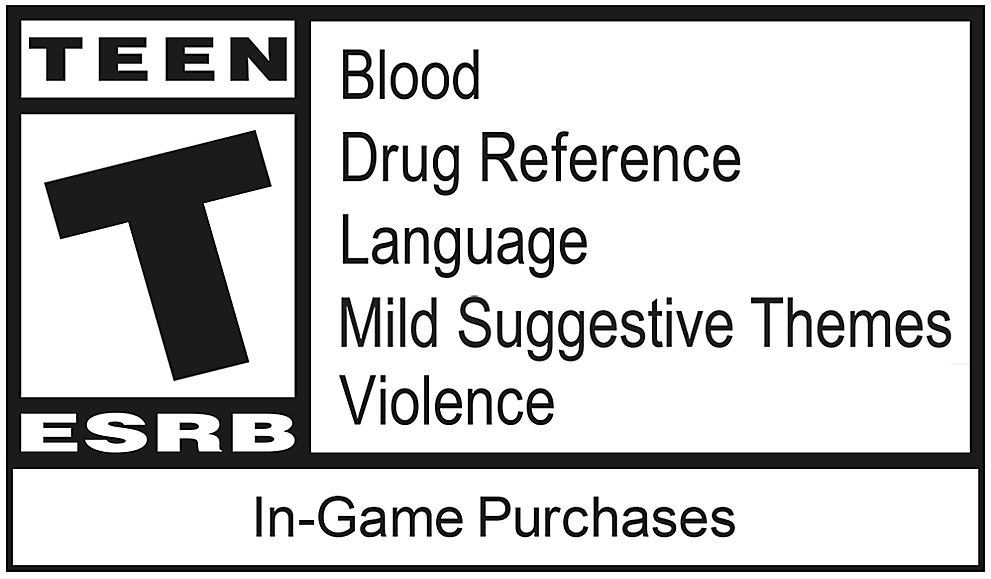 TEEN
T
ESRB
Blood
Drug Reference
Language
Mild Suggestive Themes
Violence
In-Game Purchases